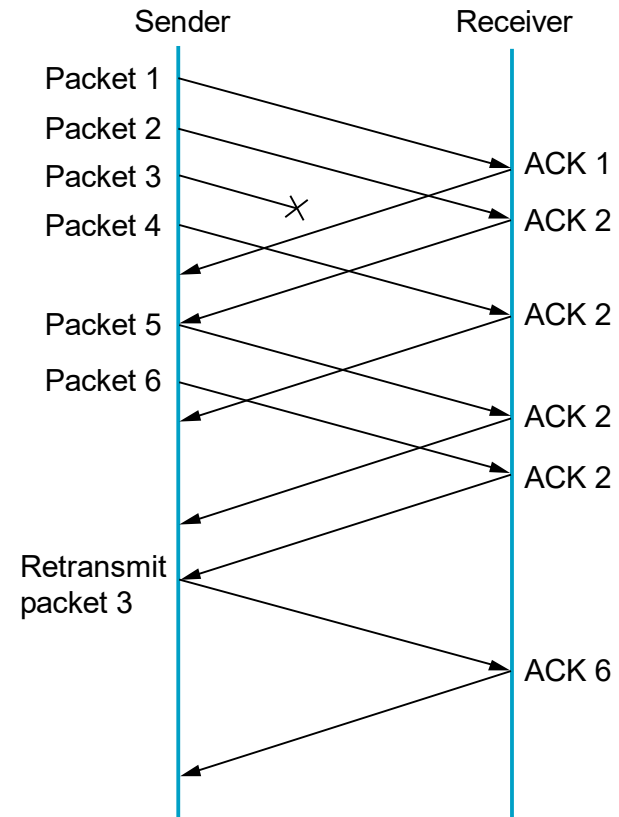 Sender
Receiver
Packet 1
Packet 2
Packet 3
Packet 4
Packet 5
Packet 6
Retransmit
packet 3
ACK 1
ACK 2
ACK 2
ACK 2
ACK 2
ACK 6